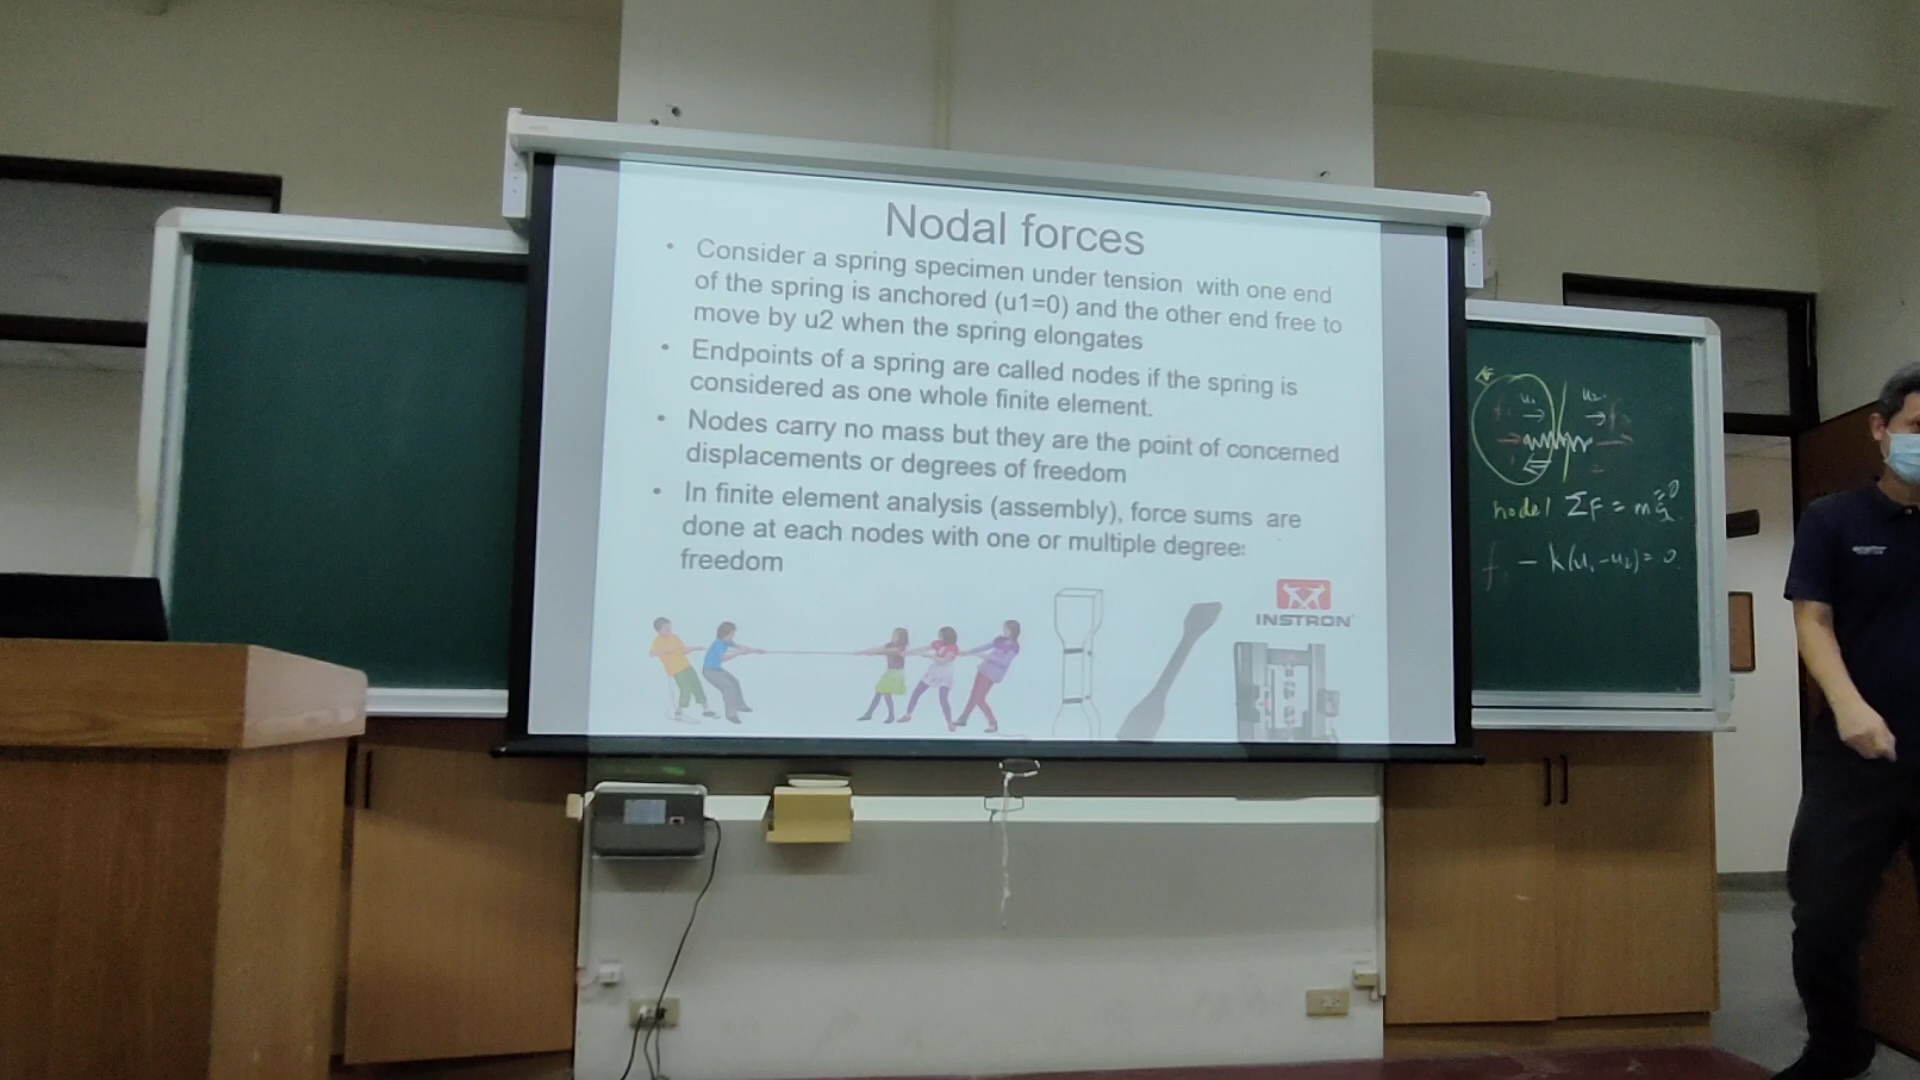 Nodal forces
• Consider a spring specimen under tension with one end
of the spring is anchored (u1=0) and the other end free to
move by u2 when the spring elongates
• Endpoints of a spring are called nodes if the spring is
considered as one whole finite element.
• Nodes carry no mass but they are the point of concerned
displacements or degrees of freedom
• In finite element analysis (assembly), force sums are
done at each nodes with one or multiple degree
freedom
INSTRON
u₁ u₂
node1 ΣF = m
f₁ - k(u₁-u₂)=0